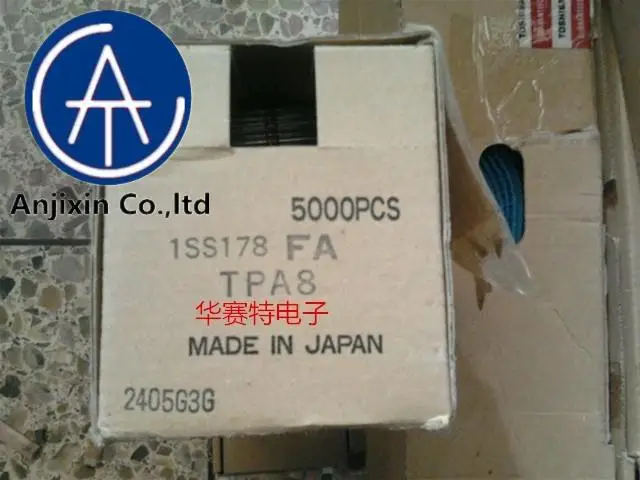 Anjixin Co.,ltd
5000PCS
1SS178 FA
TPA8
华赛特电子
MADE IN JAPAN
2405G3G